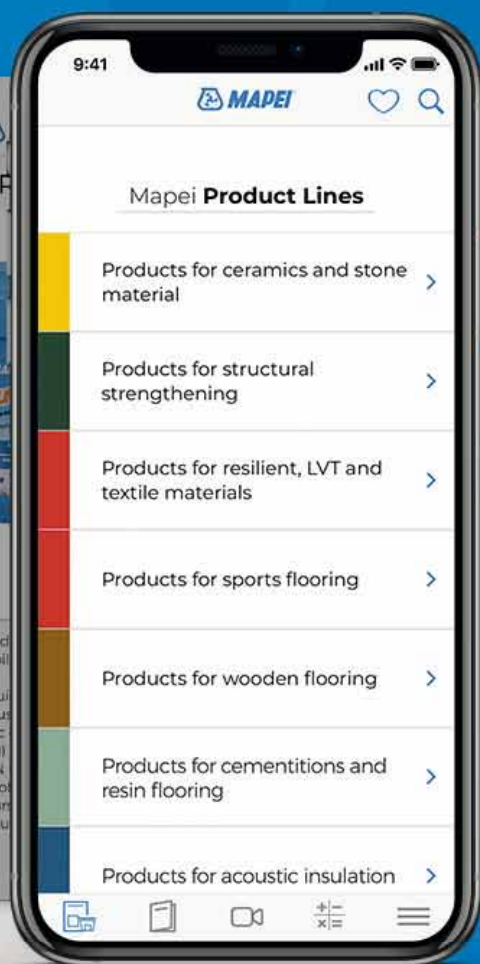 9:41
MAPEI
Mapei Product Lines
Products for ceramics and stone
material
Products for structural
strengthening
Products for resilient, LVT and
textile materials
Products for sports flooring
Products for wooden flooring
Products for cementitions and
resin flooring
Products for acoustic insulation